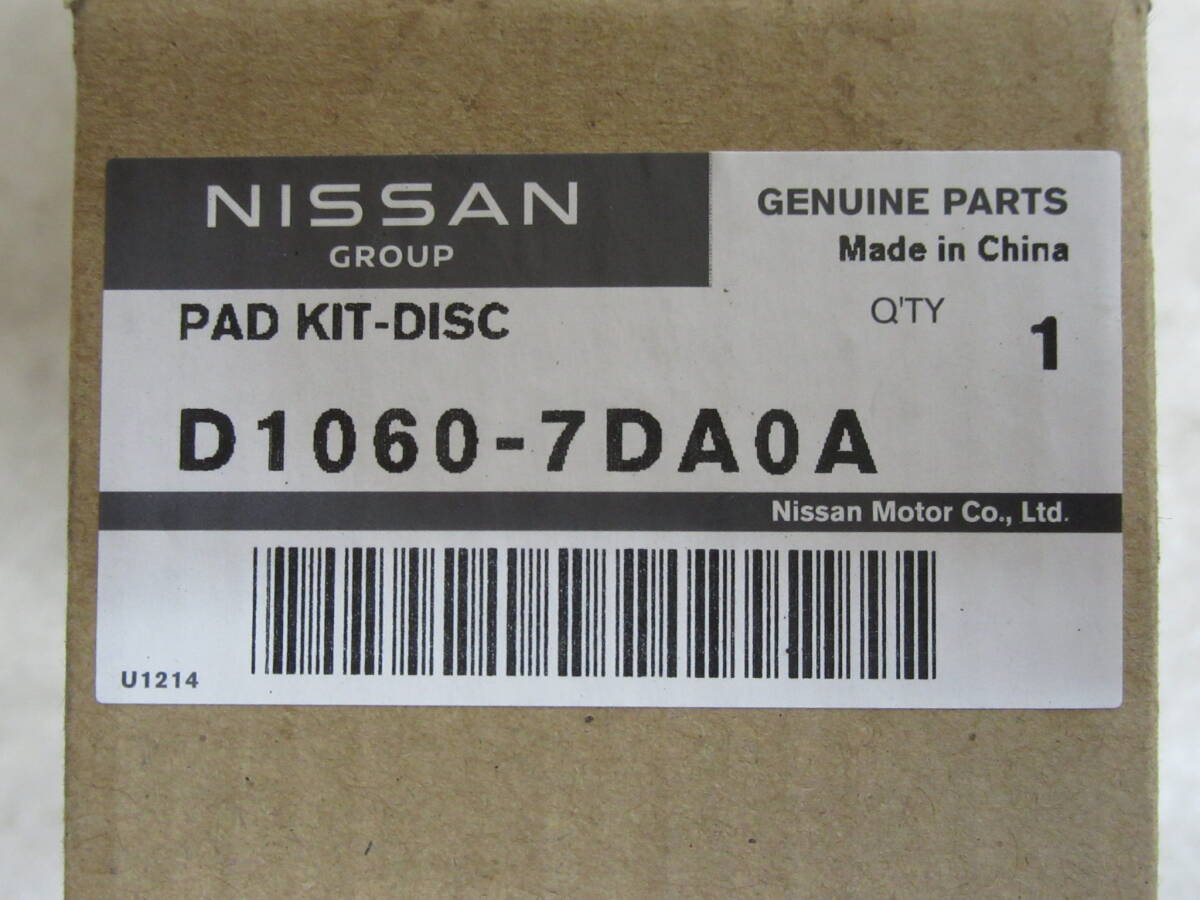 NISSAN
GROUP
GENUINE PARTS
Made in China
PAD KIT-DISC
Q'TY 1
D1060-7DA0A
Nissan Motor Co., Ltd.
U1214